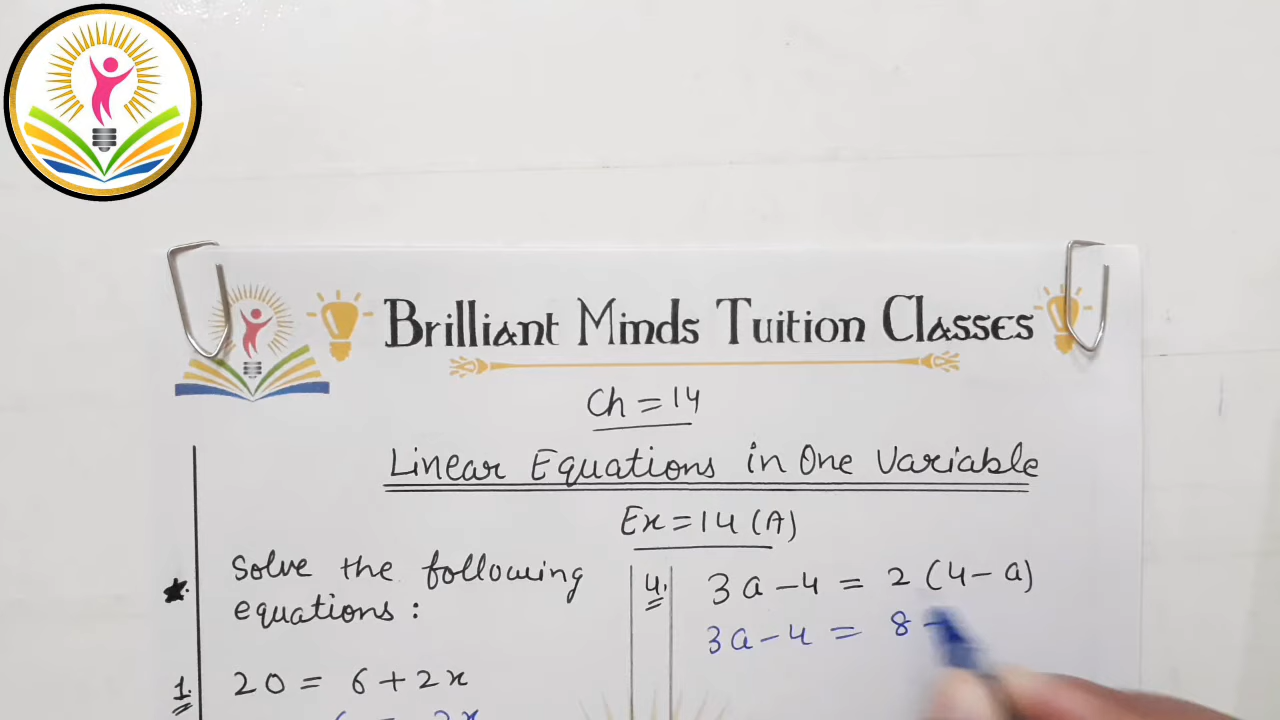 Brilliant Minds Tuition Classes
Ch = 14
Linear Equations in One Variable
Ex = 14 (A)
Solve the following
equations :
1. 20 = 6 + 2x
4. 3a - 4 = 2 (4 - a)
3a - 4 = 8 -